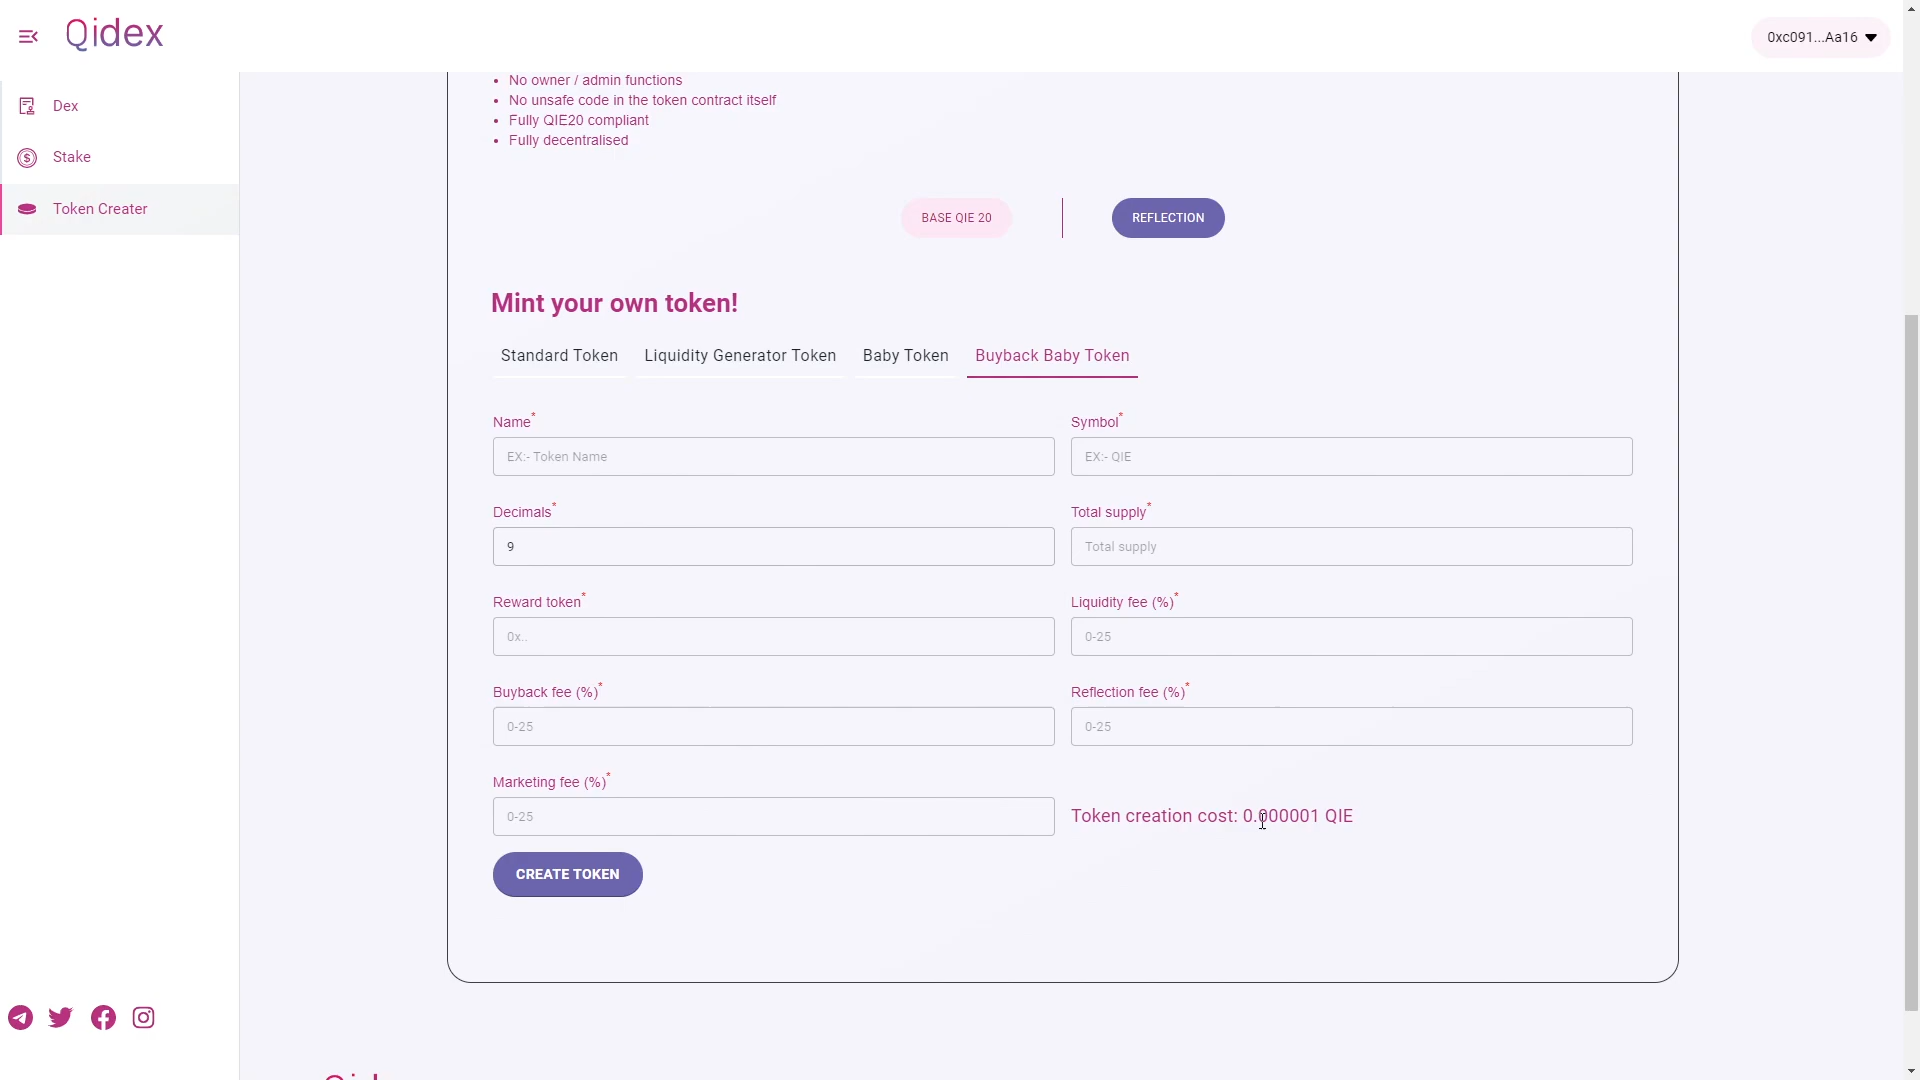 Qidex
0xc091...Aa16
Dex
Stake
Token Creater
No owner / admin functions
No unsafe code in the token contract itself
Fully QIE20 compliant
Fully decentralised
BASE QIE 20
REFLECTION
Mint your own token!
Standard Token Liquidity Generator Token Baby Token Buyback Baby Token
Name* Symbol*
EX:- Token Name EX:- QIE
Decimals* Total supply*
9 Total supply
Reward token* Liquidity fee (%)*
0x.. 0-25
Buyback fee (%)* Reflection fee (%)*
0-25 0-25
Marketing fee (%)*
0-25 Token creation cost: 0.000001 QIE
CREATE TOKEN